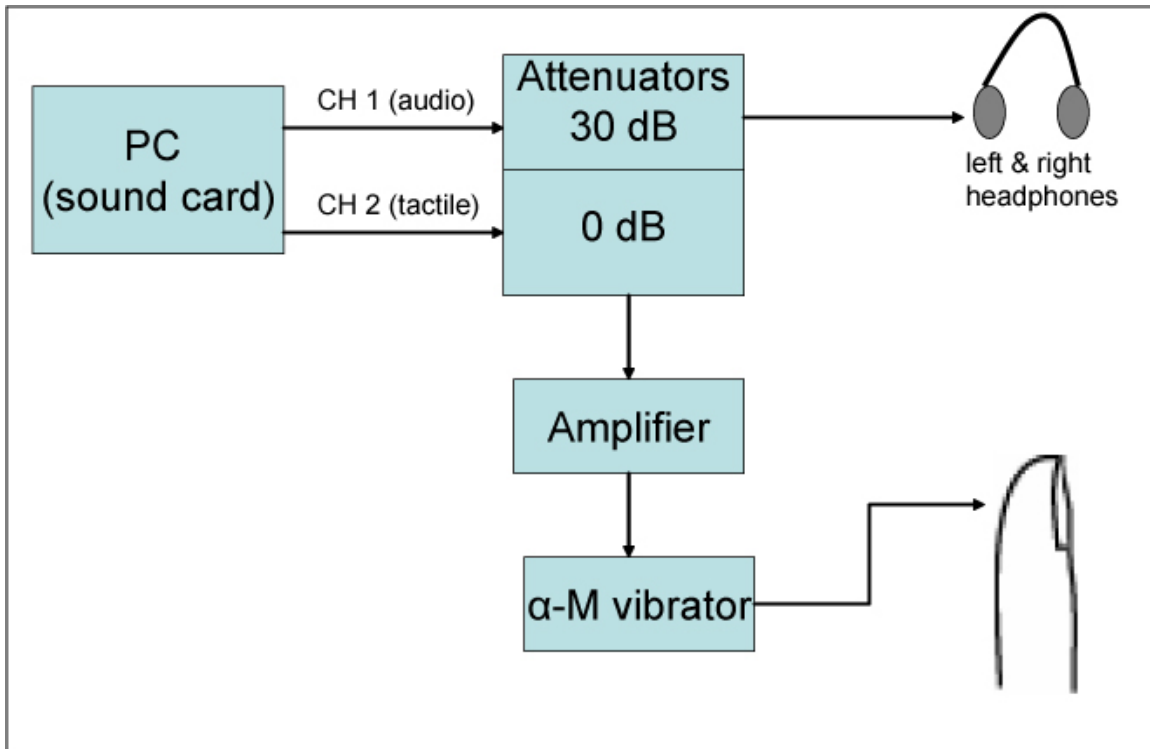 PC
(sound card)
CH 1 (audio)
CH 2 (tactile)
Attenuators
30 dB
0 dB
left & right
headphones
Amplifier
α-M vibrator